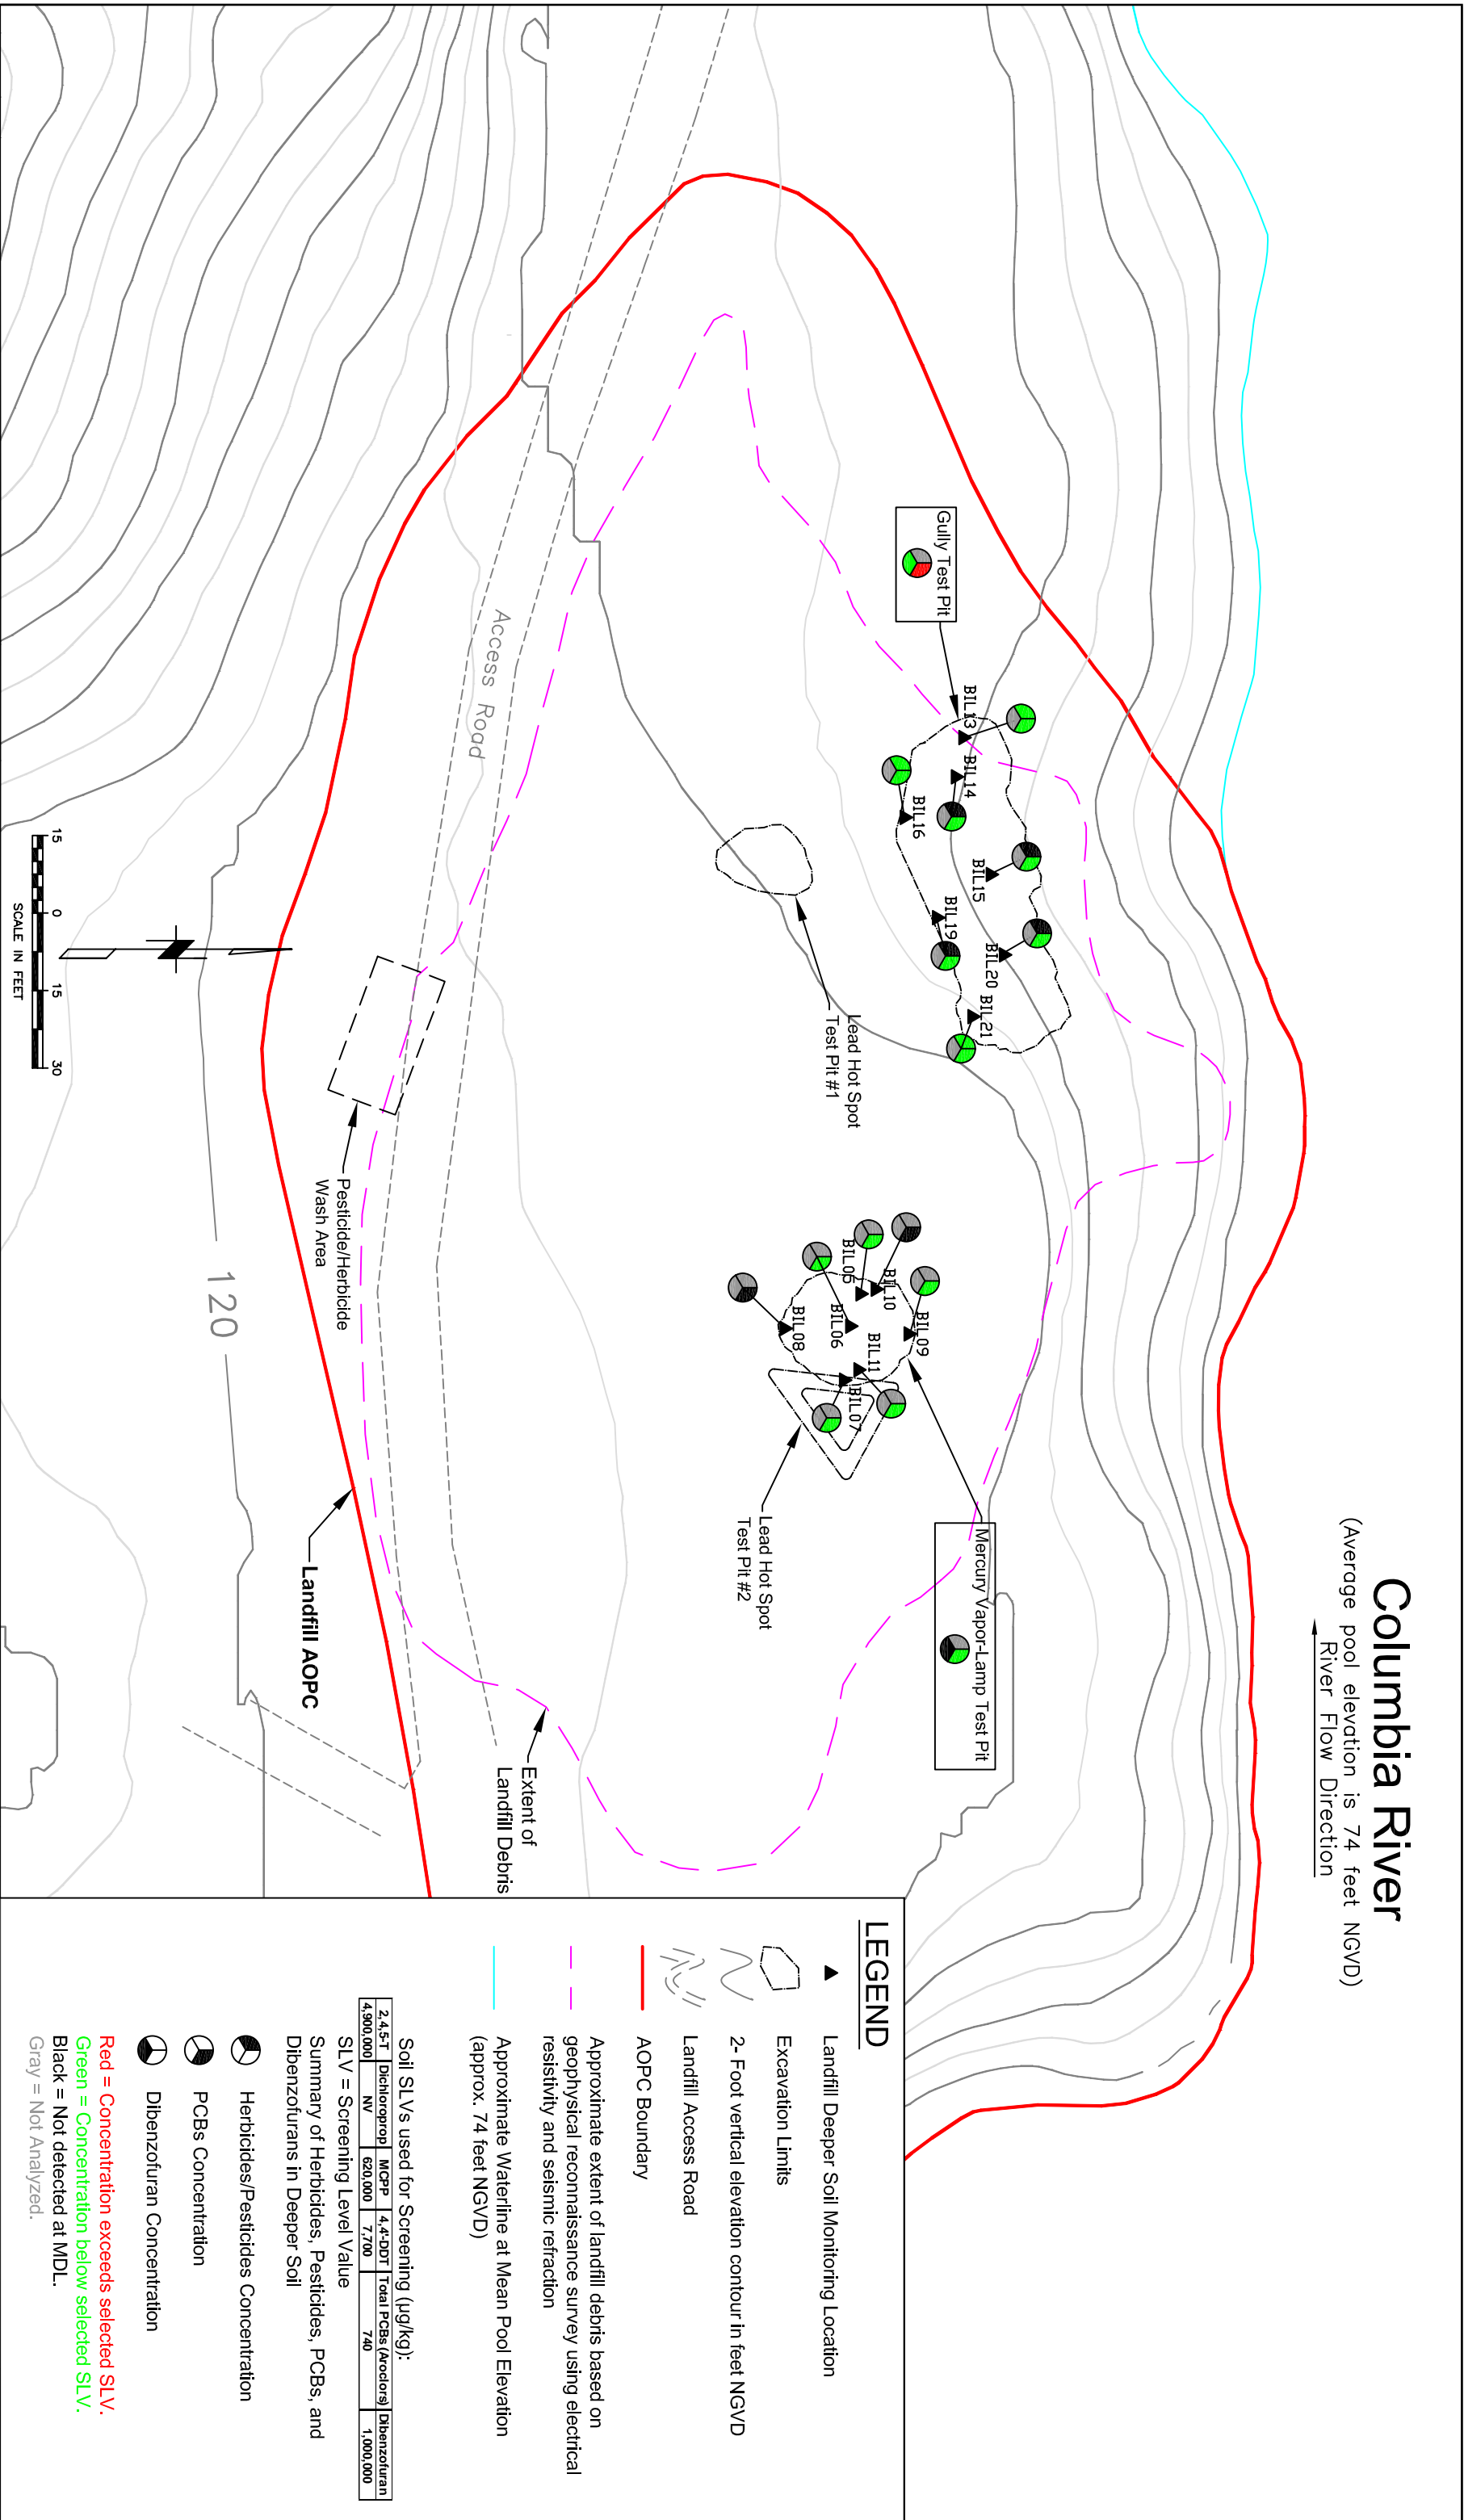 Columbia River
(Average pool elevation is 74 feet NGVD)
River Flow Direction
Gully Test Pit
BIL13
BIL14
BIL16
BIL15
BIL19
BIL20
BIL21
Lead Hot Spot
Test Pit #1
Access Road
BIL05
BIL10
BIL09
BIL06
BIL08
BIL11
BIL07
Mercury Vapor-Lamp Test Pit
Lead Hot Spot
Test Pit #2
Pesticide/Herbicide
Wash Area
120
Landfill AOPC
Extent of
Landfill Debris
15 0 15 30
SCALE IN FEET
LEGEND
Landfill Deeper Soil Monitoring Location
Excavation Limits
2- Foot vertical elevation contour in feet NGVD
Landfill Access Road
AOPC Boundary
Approximate extent of landfill debris based on
geophysical reconnaissance survey using electrical
resistivity and seismic refraction
Approximate Waterline at Mean Pool Elevation
(approx. 74 feet NGVD)
Soil SLVs used for Screening (µg/kg):
2,4,5-T Dichloroprop MCPP 4,4'-DDT Total PCBs (Aroclors) Dibenzofuran
4,900,000 NV 620,000 7,700 740 1,000,000
SLV = Screening Level Value
Summary of Herbicides, Pesticides, PCBs, and
Dibenzofurans in Deeper Soil
Herbicides/Pesticides Concentration
PCBs Concentration
Dibenzofuran Concentration
Red = Concentration exceeds selected SLV.
Green = Concentration below selected SLV.
Black = Not detected at MDL.
Gray = Not Analyzed.